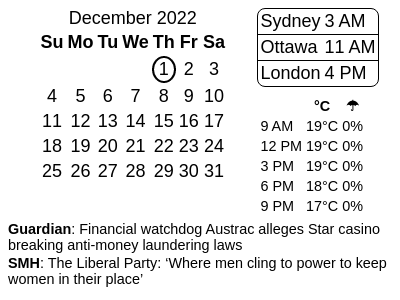 December 2022
Su Mo Tu We Th Fr Sa
1 2 3
4 5 6 7 8 9 10
11 12 13 14 15 16 17
18 19 20 21 22 23 24
25 26 27 28 29 30 31
Sydney 3 AM
Ottawa 11 AM
London 4 PM
°C ☂
9 AM 19°C 0%
12 PM 19°C 0%
3 PM 19°C 0%
6 PM 18°C 0%
9 PM 17°C 0%
Guardian: Financial watchdog Austrac alleges Star casino
breaking anti-money laundering laws
SMH: The Liberal Party: ‘Where men cling to power to keep
women in their place’